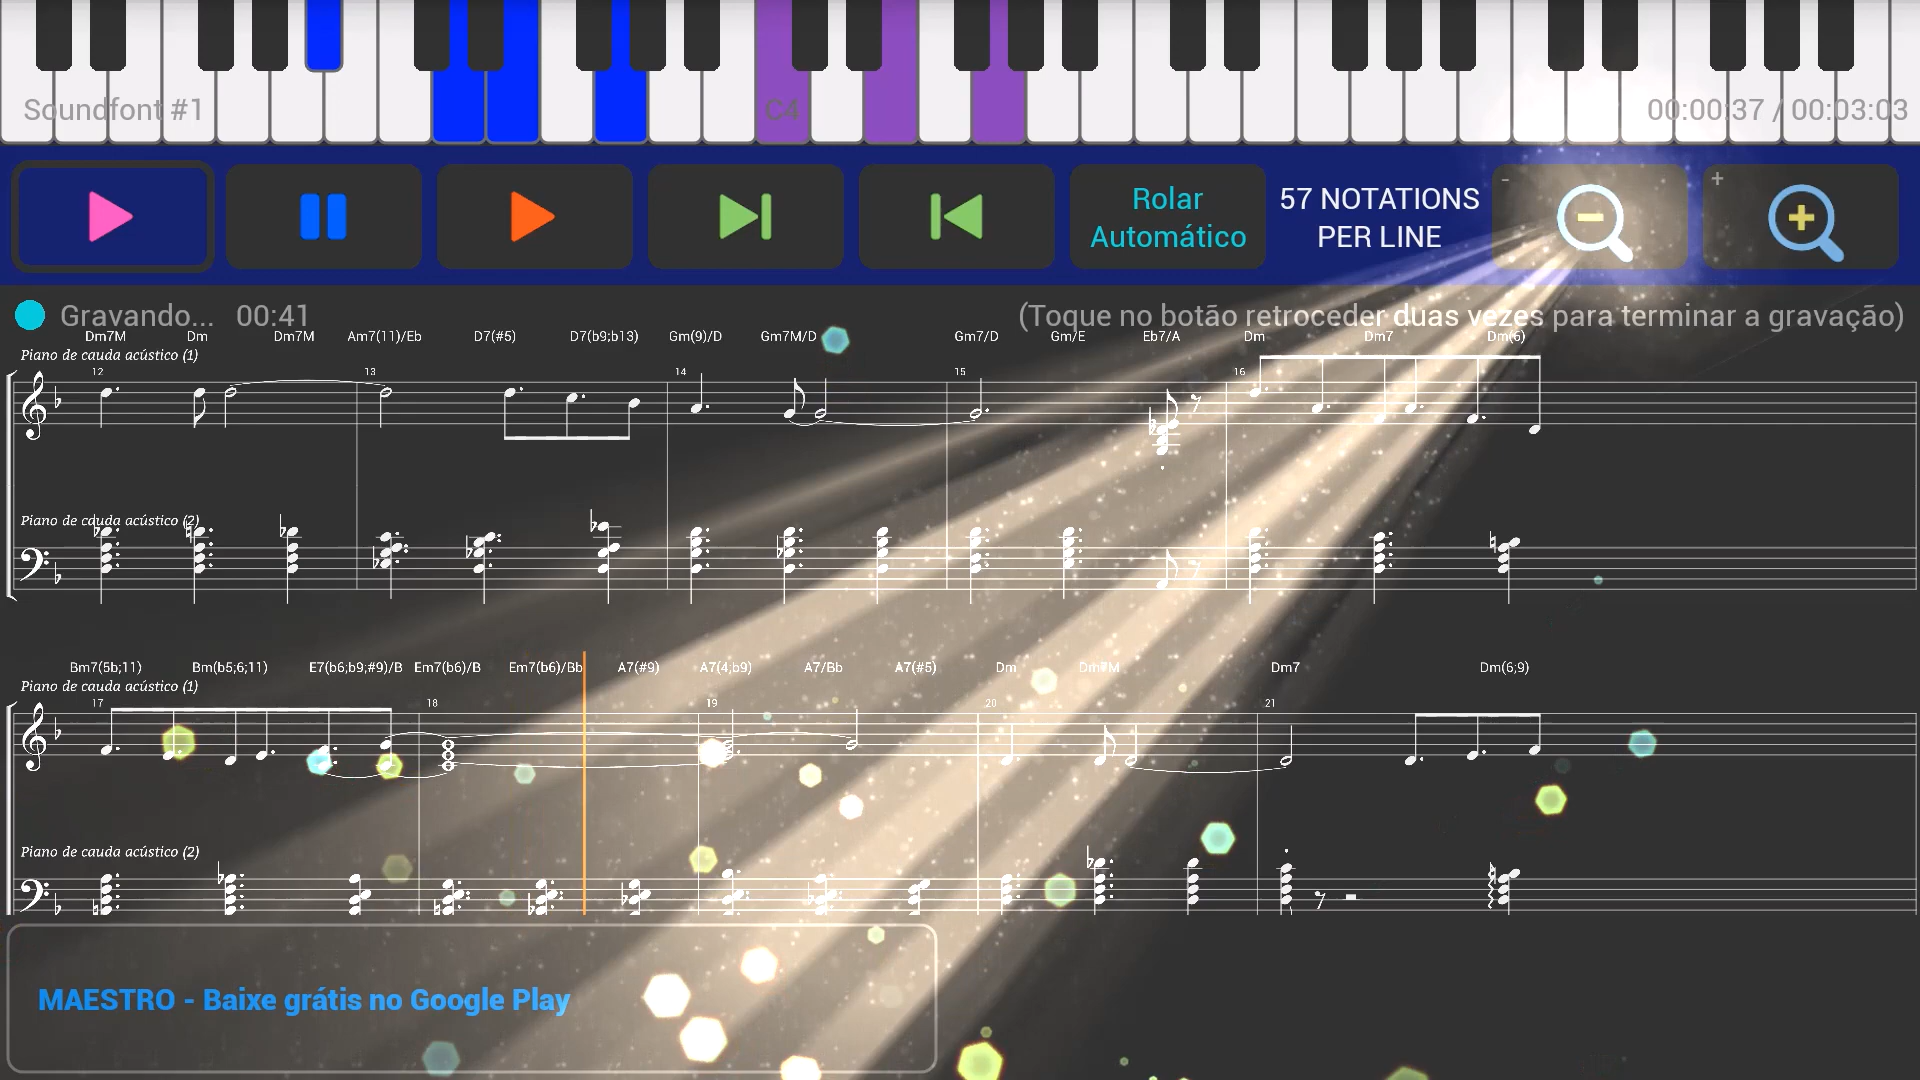 C4
Soundfont #1
00:00:37 / 00:03:03
Rolar
Automático
57 NOTATIONS
PER LINE
-
+
Gravando... 00:41
(Toque no botão retroceder duas vezes para terminar a gravação)
Dm7M Dm Dm7M Am7(11)/Eb D7(#5) D7(b9;b13) Gm(9)/D Gm7M/D Gm7/D Gm/E Eb7/A Dm Dm7 Dm(6)
Piano de cauda acústico (1)
12 13 14 15 16
Piano de cauda acústico (2)
Bm7(5b;11) Bm(b5;6;11) E7(b6;b9;#9)/B Em7(b6)/B Em7(b6)/Bb A7(#9) A7(4;b9) A7/Bb A7(#5) Dm Dm7M Dm7 Dm(6;9)
Piano de cauda acústico (1)
17 18 19 20 21
Piano de cauda acústico (2)
MAESTRO - Baixe grátis no Google Play